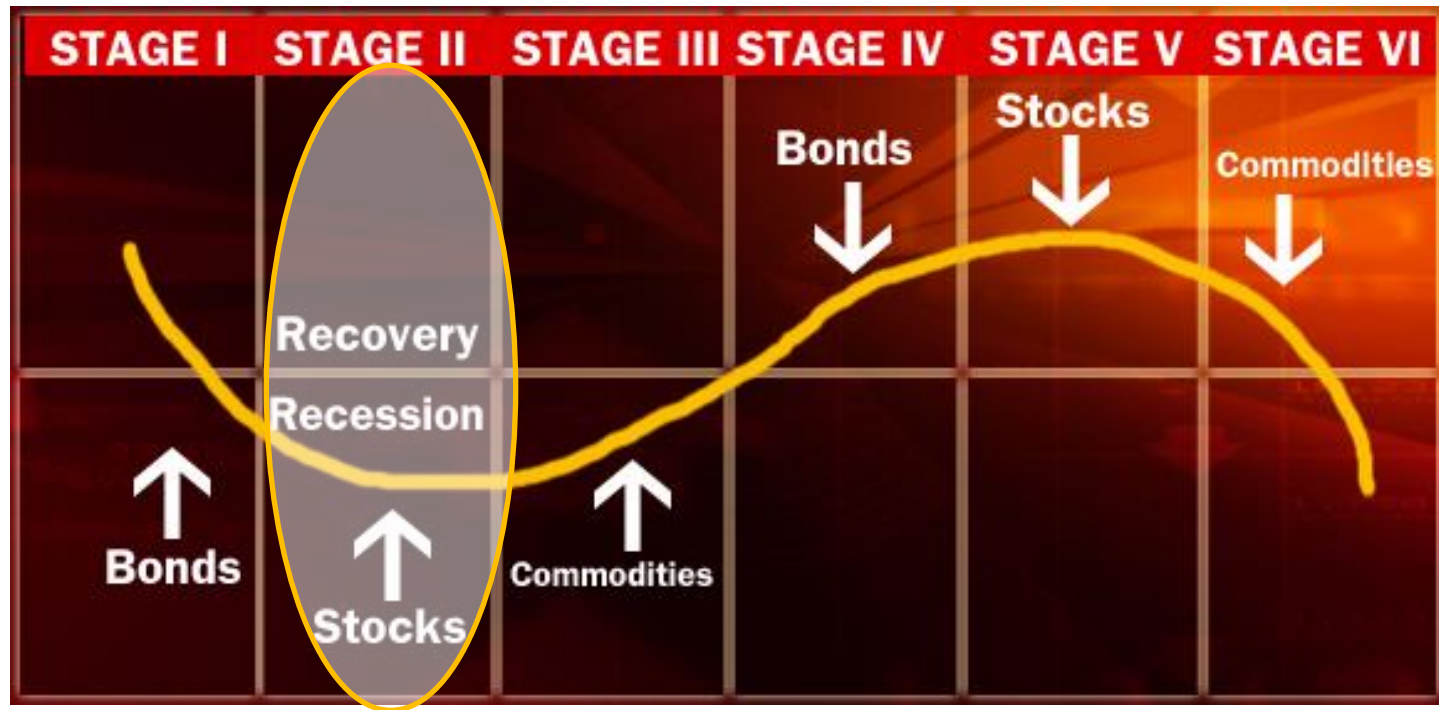 STAGE I STAGE II STAGE III STAGE IV STAGE V STAGE VI
Stocks
Bonds
Commodities
Recovery
Recession
Bonds
Commodities
Stocks